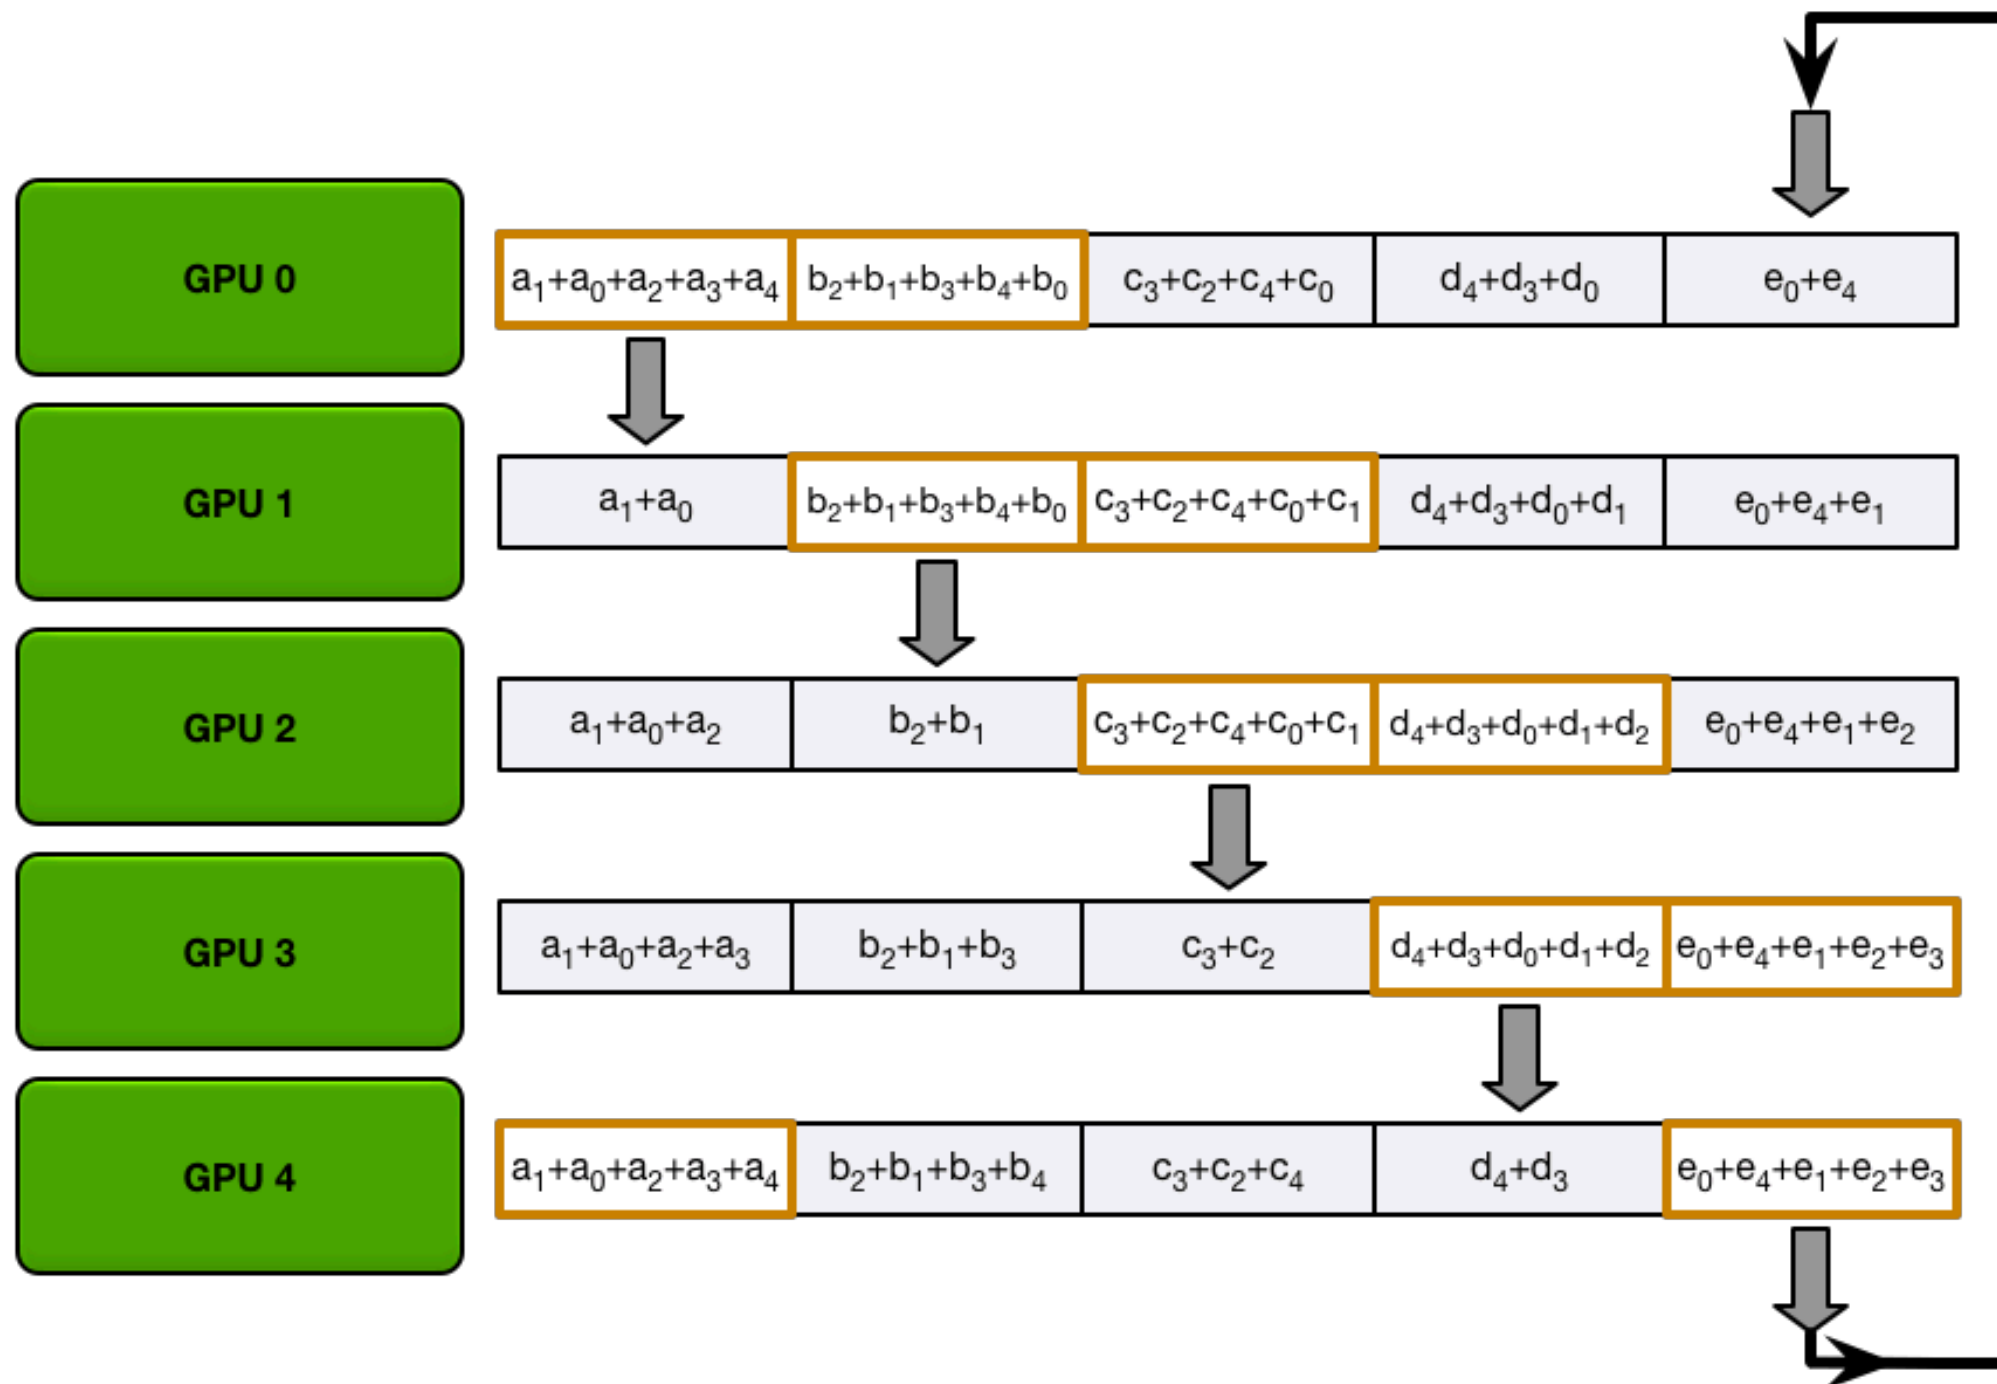 GPU 0 a₁+a₀+a₂+a₃+a₄ b₂+b₁+b₃+b₄+b₀ c₃+c₂+c₄+c₀ d₄+d₃+d₀ e₀+e₄
GPU 1 a₁+a₀ b₂+b₁+b₃+b₄+b₀ c₃+c₂+c₄+c₀+c₁ d₄+d₃+d₀+d₁ e₀+e₄+e₁
GPU 2 a₁+a₀+a₂ b₂+b₁ c₃+c₂+c₄+c₀+c₁ d₄+d₃+d₀+d₁+d₂ e₀+e₄+e₁+e₂
GPU 3 a₁+a₀+a₂+a₃ b₂+b₁+b₃ c₃+c₂ d₄+d₃+d₀+d₁+d₂ e₀+e₄+e₁+e₂+e₃
GPU 4 a₁+a₀+a₂+a₃+a₄ b₂+b₁+b₃+b₄ c₃+c₂+c₄ d₄+d₃ e₀+e₄+e₁+e₂+e₃